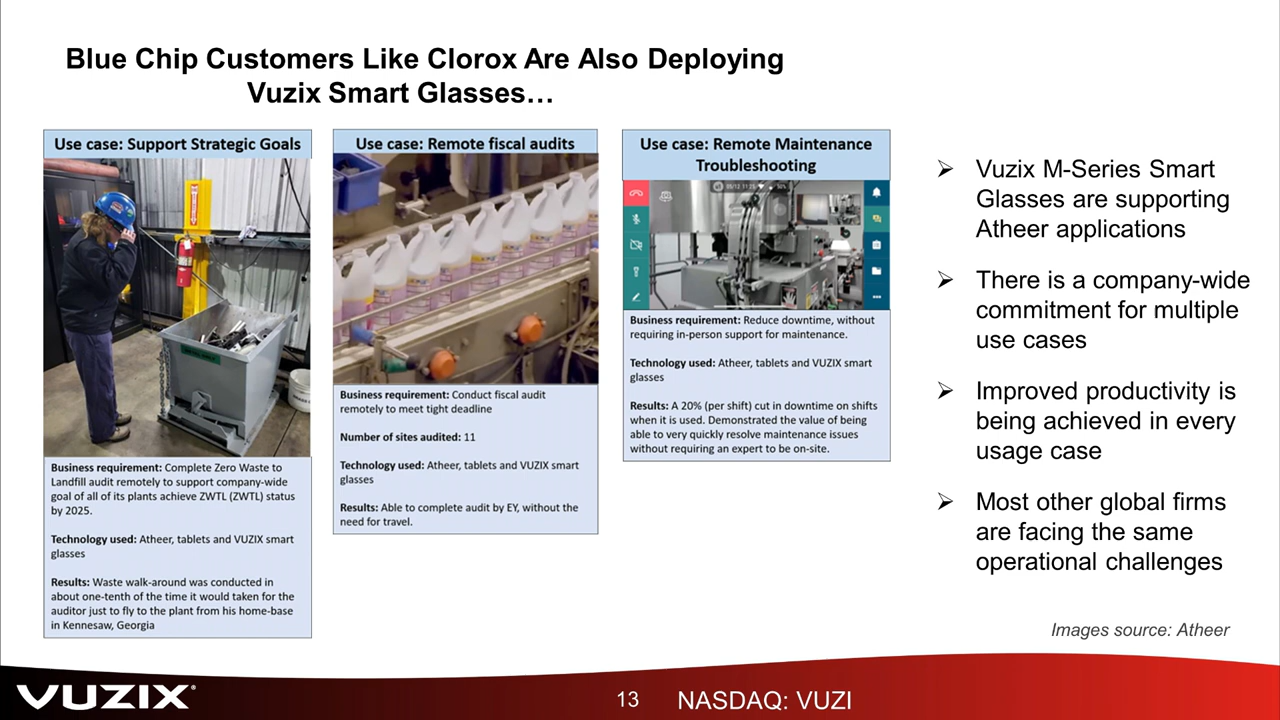 Blue Chip Customers Like Clorox Are Also Deploying
Vuzix Smart Glasses…
Use case: Support Strategic Goals
Business requirement: Complete Zero Waste to
Landfill audit remotely to support company-wide
goal of all of its plants achieve ZWTL (ZWTL) status
by 2025.
Technology used: Atheer, tablets and VUZIX smart
glasses
Results: Waste walk-around was conducted in
about one-tenth of the time it would taken for the
auditor just to fly to the plant from his home-base
in Kennesaw, Georgia
Use case: Remote fiscal audits
Business requirement: Conduct fiscal audit
remotely to meet tight deadline
Number of sites audited: 11
Technology used: Atheer, tablets and VUZIX smart
glasses
Results: Able to complete audit by EY, without the
need for travel.
Use case: Remote Maintenance
Troubleshooting
05/12 11:25 50%
Business requirement: Reduce downtime, without
requiring in-person support for maintenance.
Technology used: Atheer, tablets and VUZIX smart
glasses
Results: A 20% (per shift) cut in downtime on shifts
when it is used. Demonstrated the value of being
able to very quickly resolve maintenance issues
without requiring an expert to be on-site.
➢ Vuzix M-Series Smart
Glasses are supporting
Atheer applications
➢ There is a company-wide
commitment for multiple
use cases
➢ Improved productivity is
being achieved in every
usage case
➢ Most other global firms
are facing the same
operational challenges
Images source: Atheer
VUZIX®
13
NASDAQ: VUZI